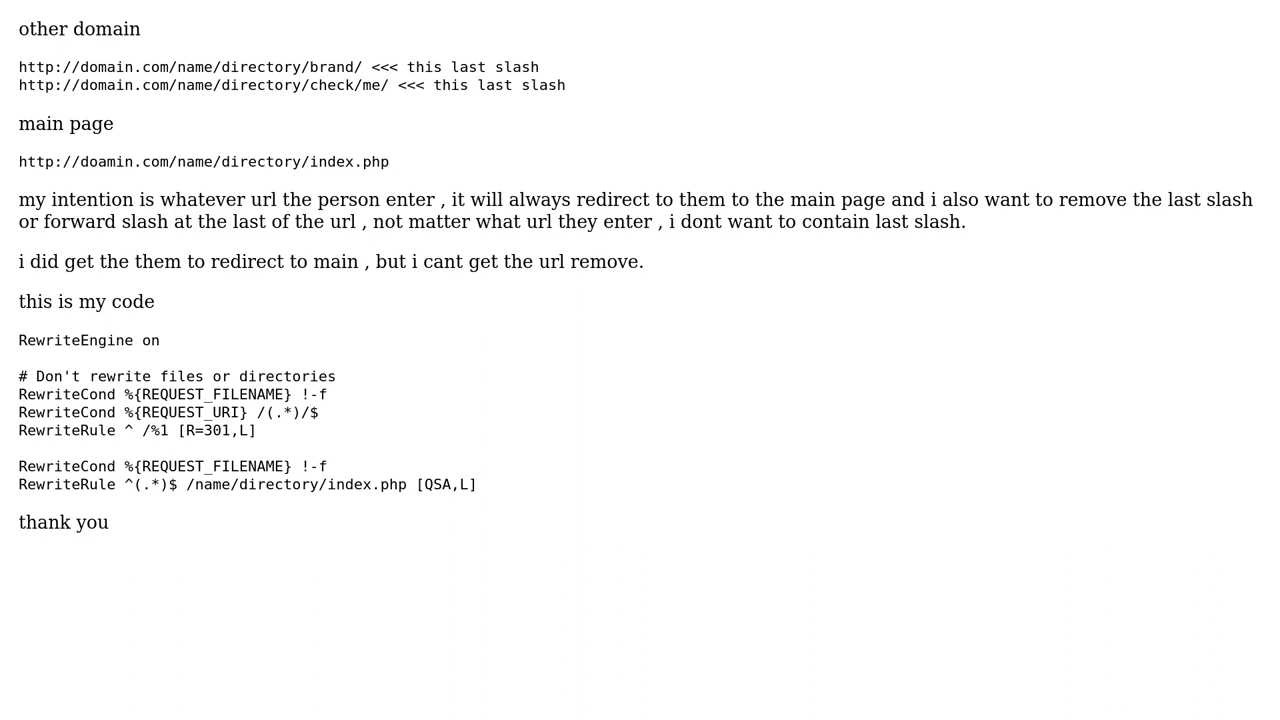 other domain
http://domain.com/name/directory/brand/ <<< this last slash
http://domain.com/name/directory/check/me/ <<< this last slash
main page
http://doamin.com/name/directory/index.php
my intention is whatever url the person enter , it will always redirect to them to the main page and i also want to remove the last slash
or forward slash at the last of the url , not matter what url they enter , i dont want to contain last slash.
i did get the them to redirect to main , but i cant get the url remove.
this is my code
RewriteEngine on
# Don't rewrite files or directories
RewriteCond %{REQUEST_FILENAME} !-f
RewriteCond %{REQUEST_URI} /(.*)/$
RewriteRule ^ /%1 [R=301,L]
RewriteCond %{REQUEST_FILENAME} !-f
RewriteRule ^(.*)$ /name/directory/index.php [QSA,L]
thank you